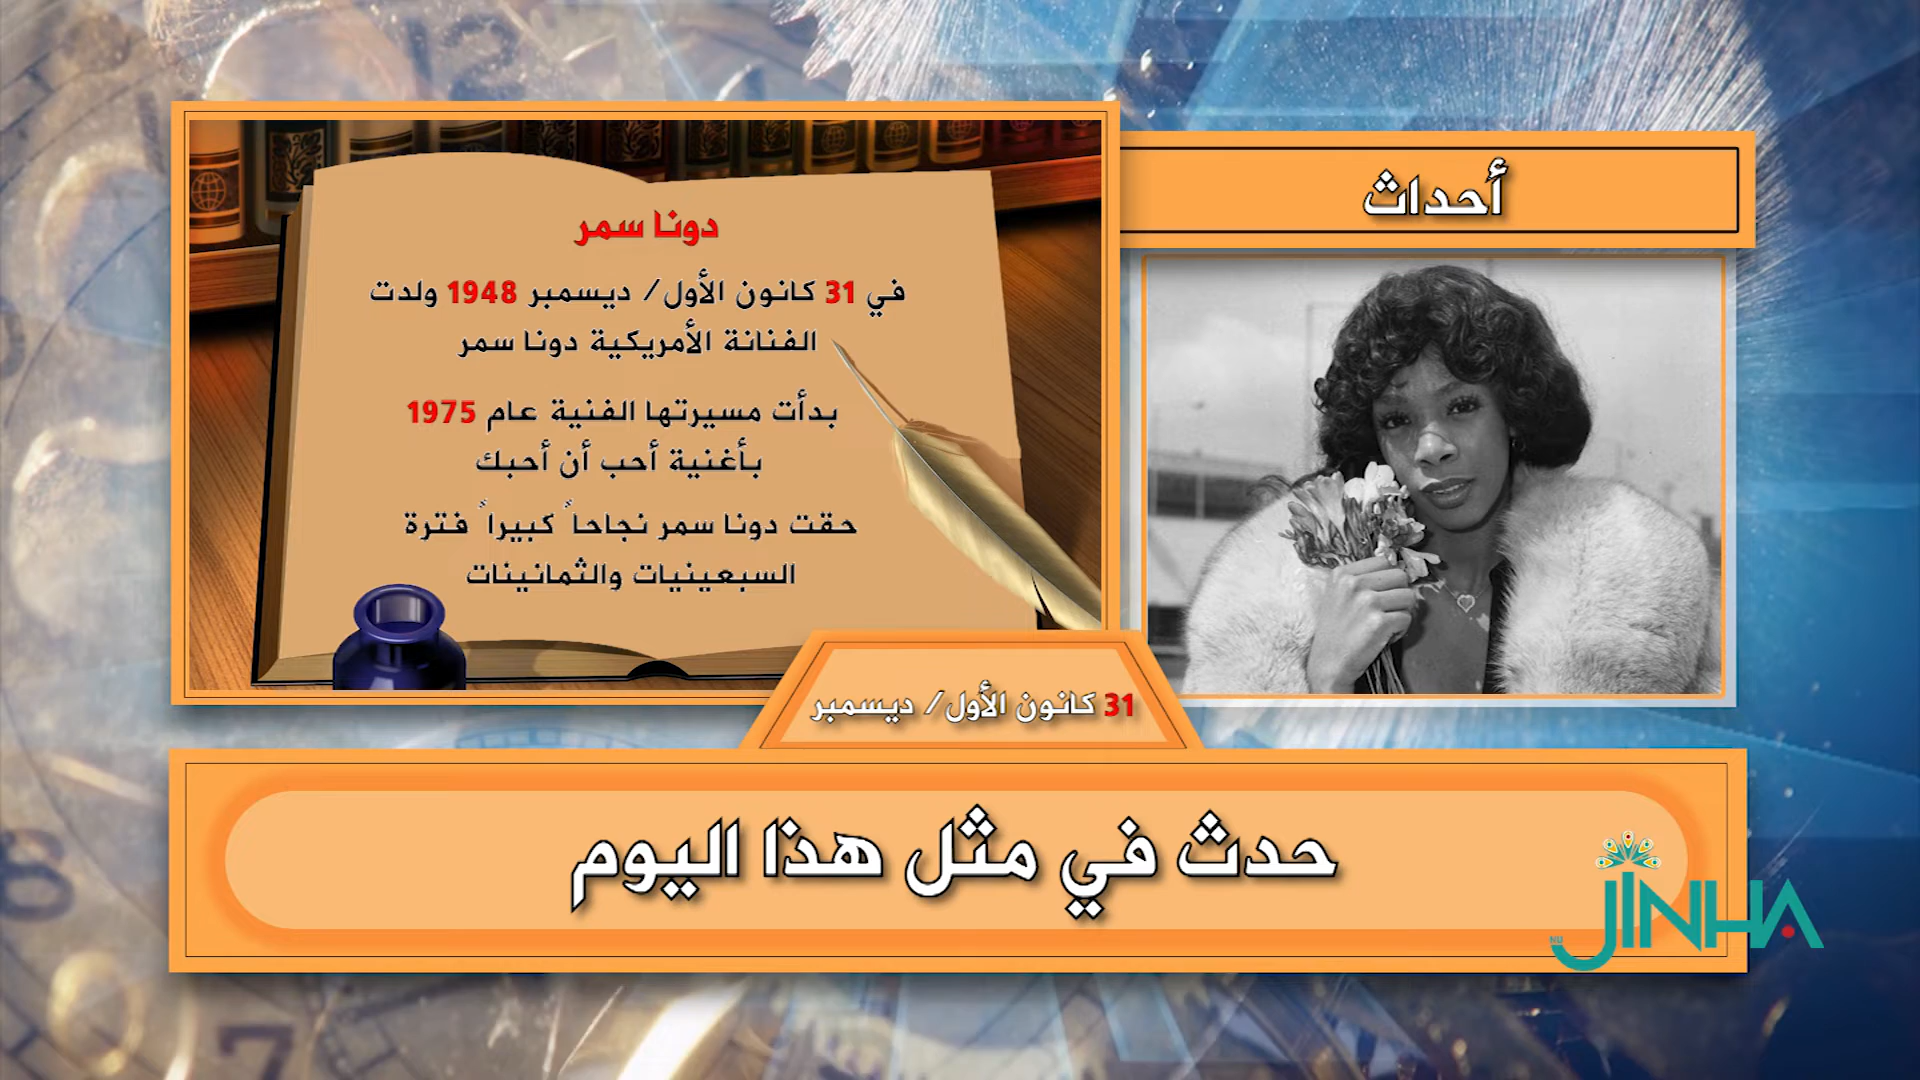 أحداث
دونا سمر
في 31 كانون الأول/ ديسمبر 1948 ولدت
الفنانة الأمريكية دونا سمر
بدأت مسيرتها الفنية عام 1975
بأغنية أحب أن أحبك
حقت دونا سمر نجاحاً كبيراً فترة
السبعينيات والثمانينات
31 كانون الأول/ ديسمبر
حدث في مثل هذا اليوم
NU
JINHA